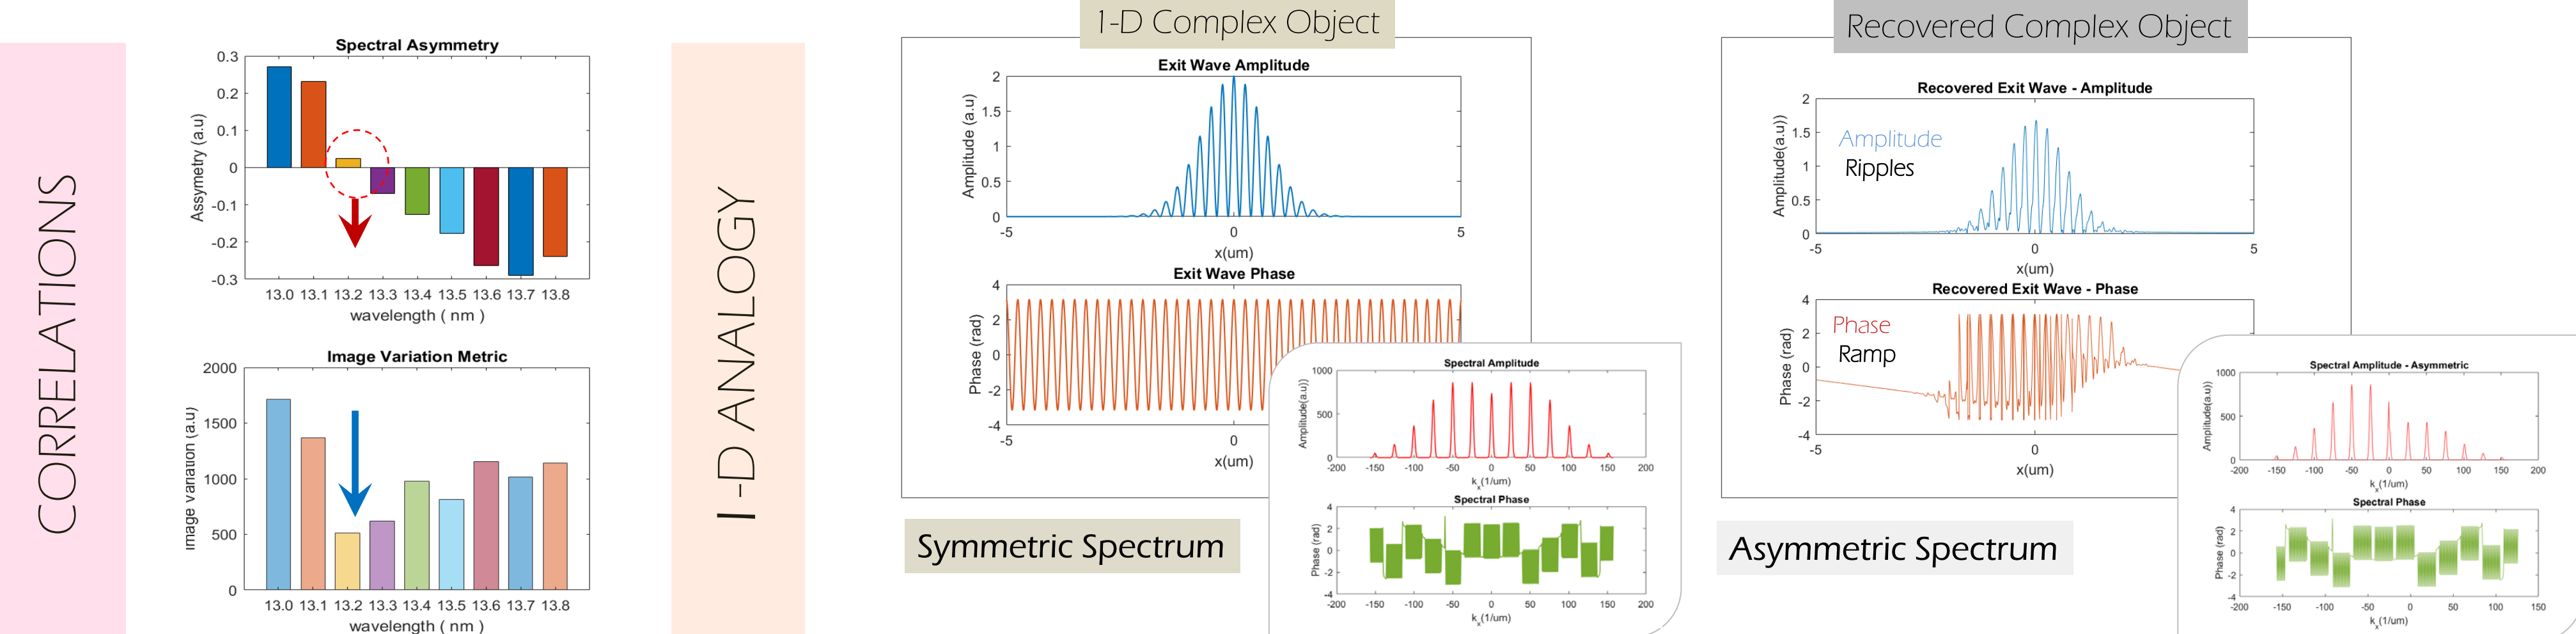 CORRELATIONS
Spectral Asymmetry
Assymetry (a.u)
0.3
0.2
0.1
0
-0.1
-0.2
-0.3
13.0 13.1 13.2 13.3 13.4 13.5 13.6 13.7 13.8
wavelength ( nm )
Image Variation Metric
Image variation (a.u)
2000
1500
1000
500
0
13.0 13.1 13.2 13.3 13.4 13.5 13.6 13.7 13.8
wavelength ( nm )
1-D ANALOGY
1-D Complex Object
Exit Wave Amplitude
Amplitude (a.u)
2
1.5
1
0.5
0
-5 0 5
x(um)
Exit Wave Phase
Phase (rad)
4
2
0
-2
-4
-5 0
x(um)
Spectral Amplitude
Amplitude(a.u))
1000
500
0
-200 -150 -100 -50 0 50 100 150 200
kx(1/um)
Spectral Phase
Phase (rad)
4
2
0
-2
-4
-200 -150 -100 -50 0 50 100 150 200
kx(1/um)
Symmetric Spectrum
Recovered Complex Object
Recovered Exit Wave - Amplitude
Amplitude(a.u))
2
1.5
1
0.5
0
Amplitude
Ripples
-5 0 5
x(um)
Recovered Exit Wave - Phase
Phase (rad)
4
2
0
-2
-4
Phase
Ramp
-5 0
x(um)
Spectral Amplitude - Asymmetric
Amplitude(a.u))
1000
500
0
-200 -150 -100 -50 0 50 100 150 200
kx(1/um)
Spectral Phase
Phase (rad)
4
2
0
-2
-4
-200 -150 -100 -50 0 50 100 150
kx(1/um)
Asymmetric Spectrum